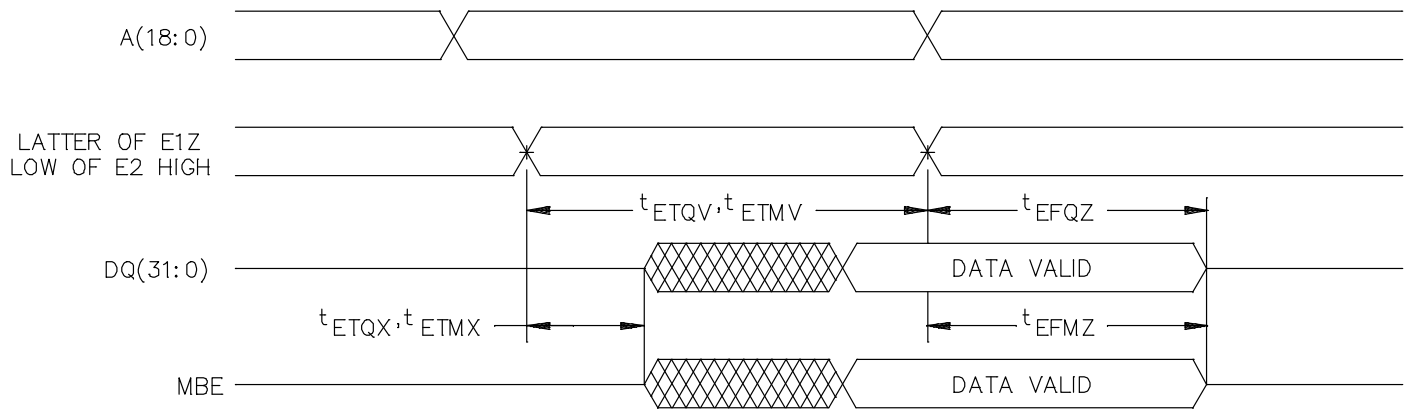 A(18:0)
LATTER OF E1Z
LOW OF E2 HIGH
tETQV,tETMV
tEFQZ
DQ(31:0)
DATA VALID
tETQX,tETMX
tEFMZ
MBE
DATA VALID